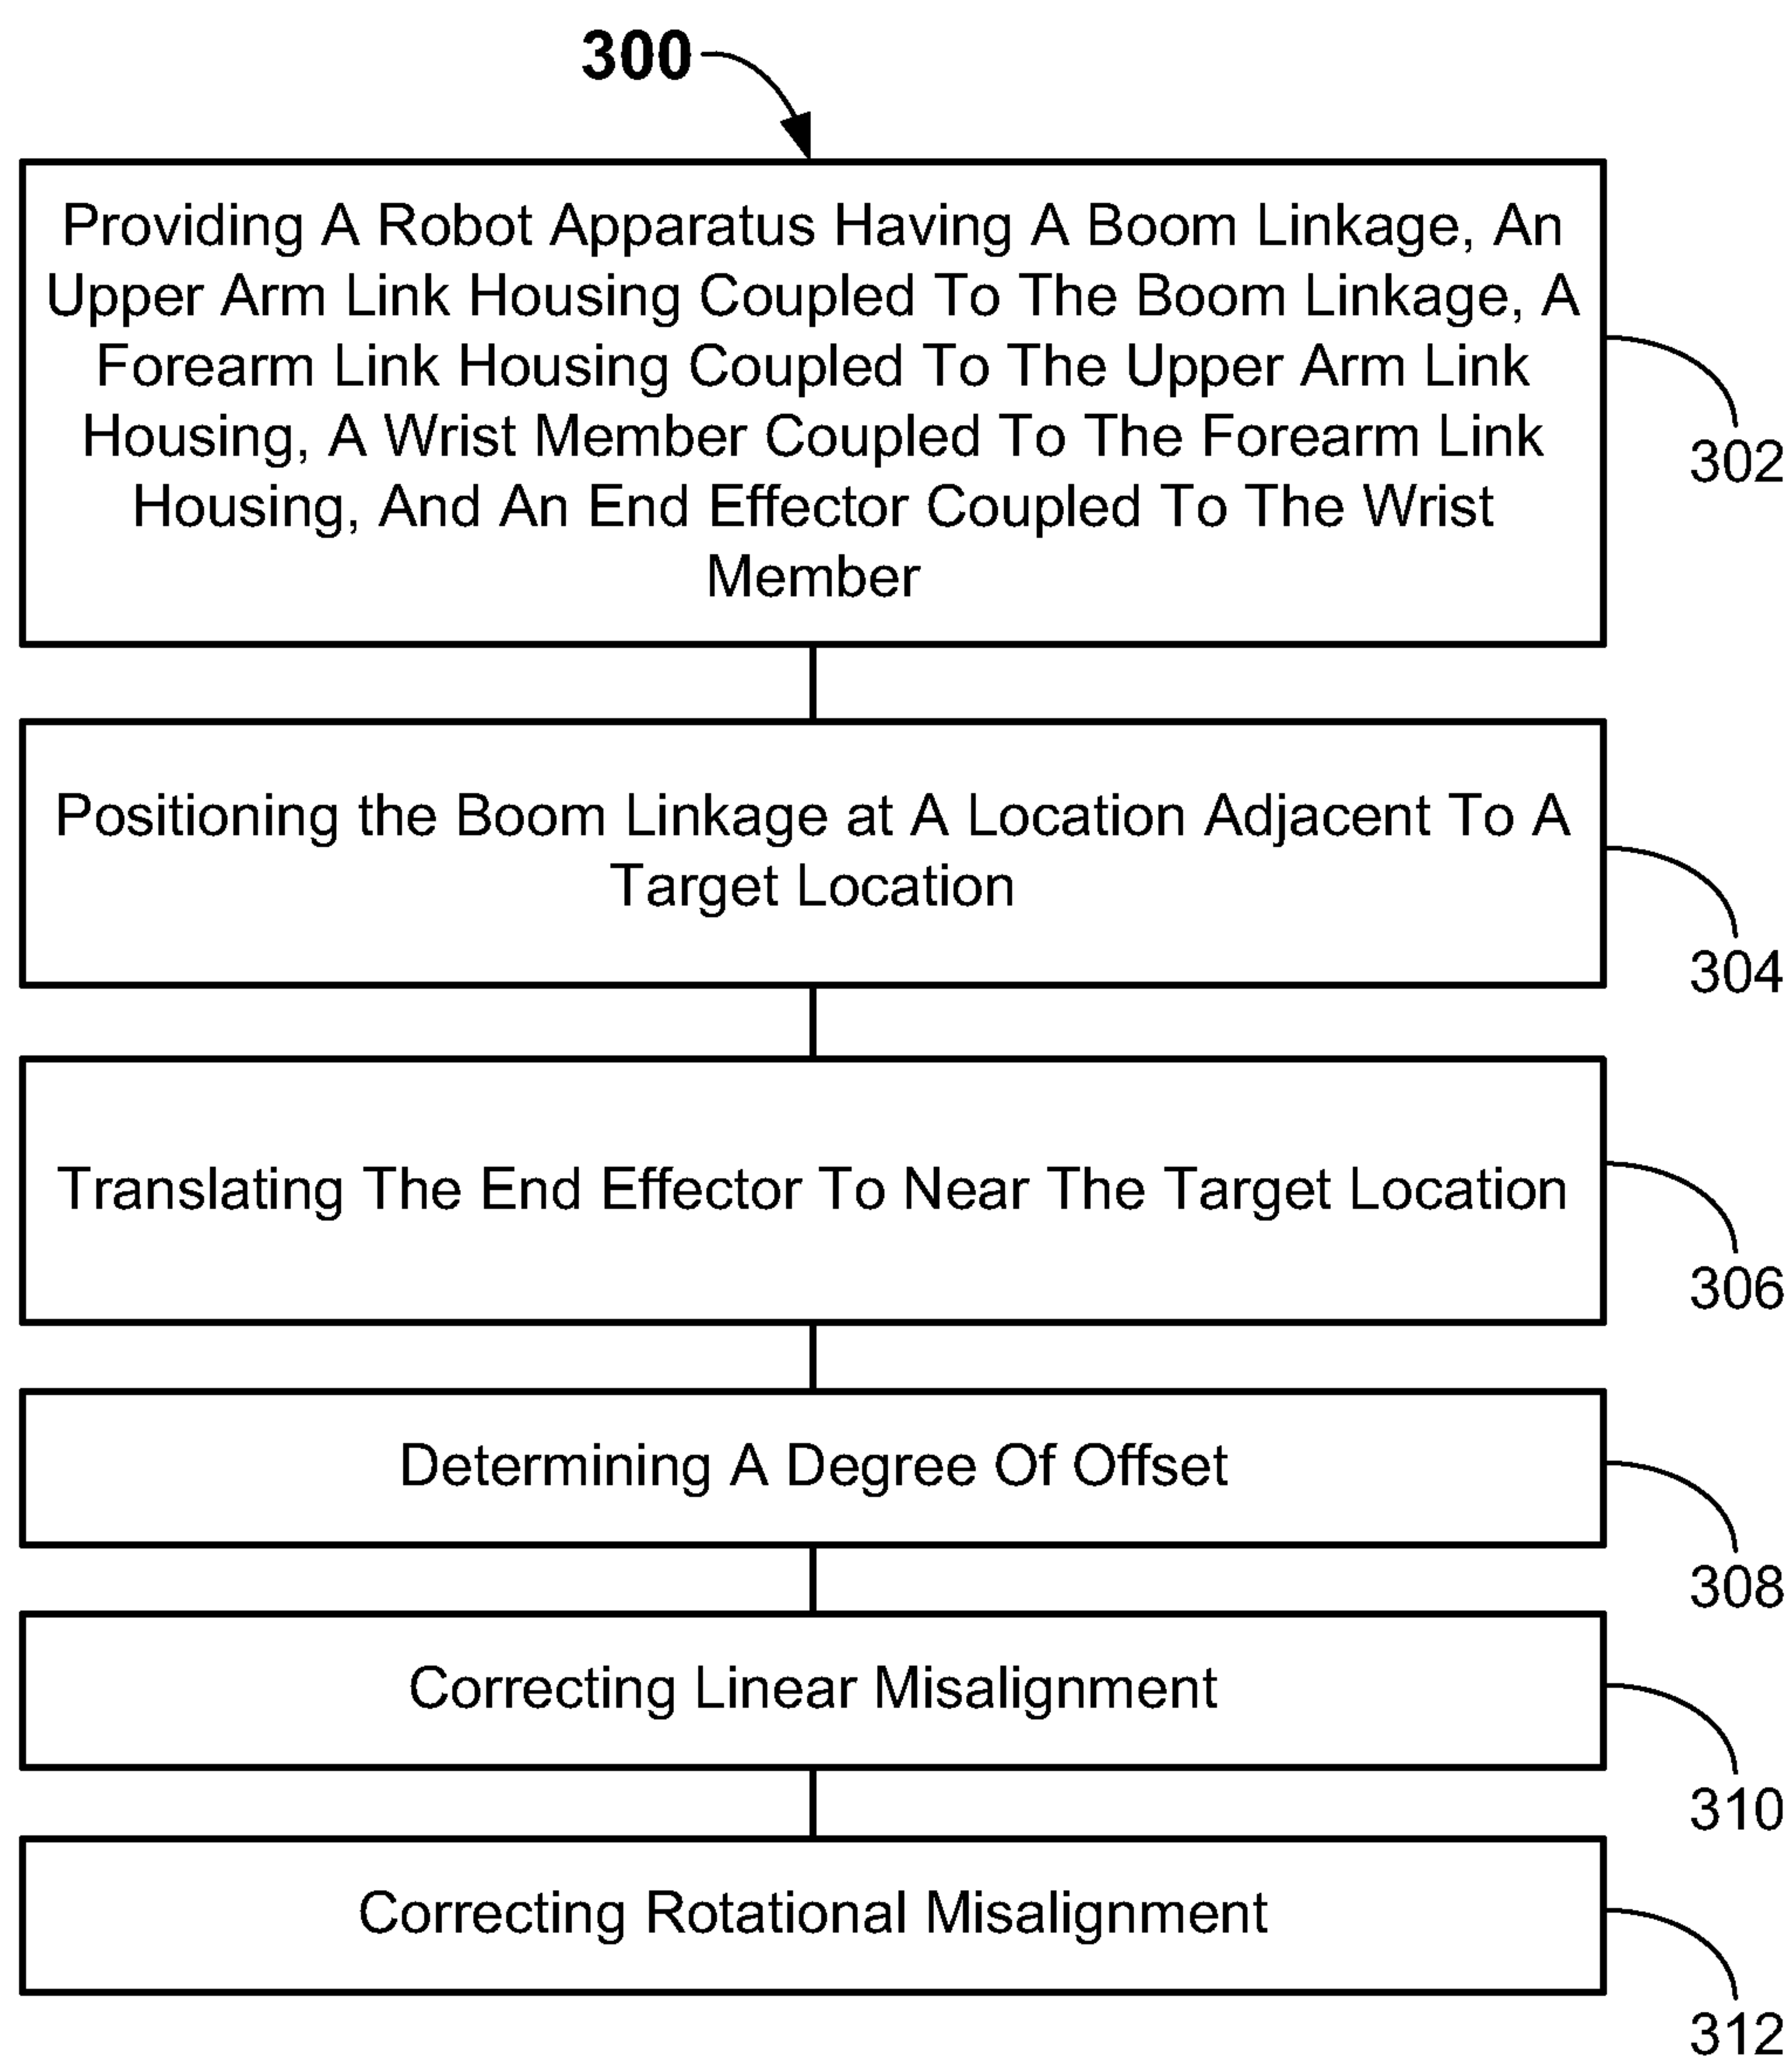 300
Providing A Robot Apparatus Having A Boom Linkage, An
Upper Arm Link Housing Coupled To The Boom Linkage, A
Forearm Link Housing Coupled To The Upper Arm Link
Housing, A Wrist Member Coupled To The Forearm Link
Housing, And An End Effector Coupled To The Wrist
Member
302
Positioning the Boom Linkage at A Location Adjacent To A
Target Location
304
Translating The End Effector To Near The Target Location
306
Determining A Degree Of Offset
308
Correcting Linear Misalignment
310
Correcting Rotational Misalignment
312